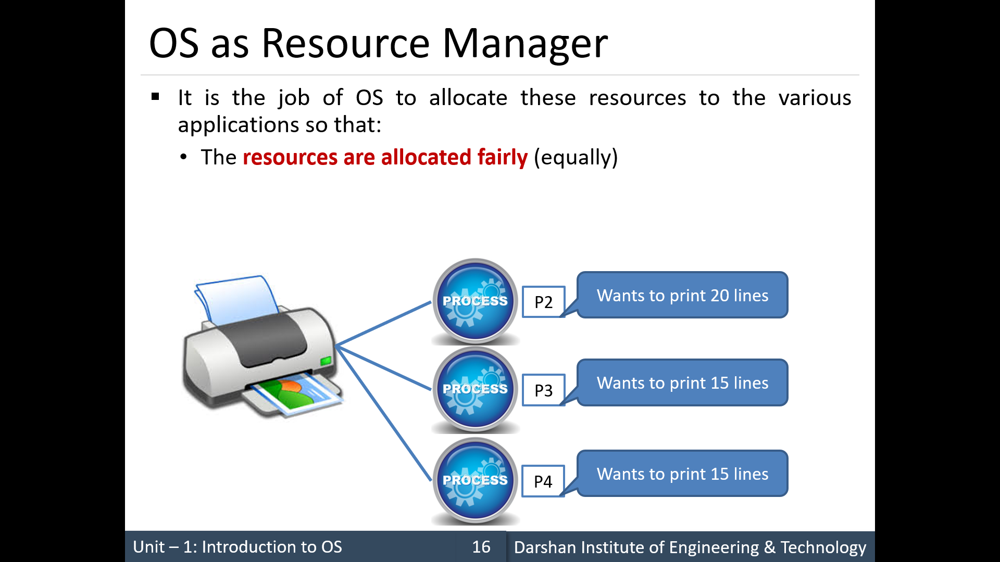 OS as Resource Manager
▪ It is the job of OS to allocate these resources to the various
applications so that:
• The resources are allocated fairly (equally)
PROCESS
P2
Wants to print 20 lines
PROCESS
P3
Wants to print 15 lines
PROCESS
P4
Wants to print 15 lines
Unit – 1: Introduction to OS 16 Darshan Institute of Engineering & Technology